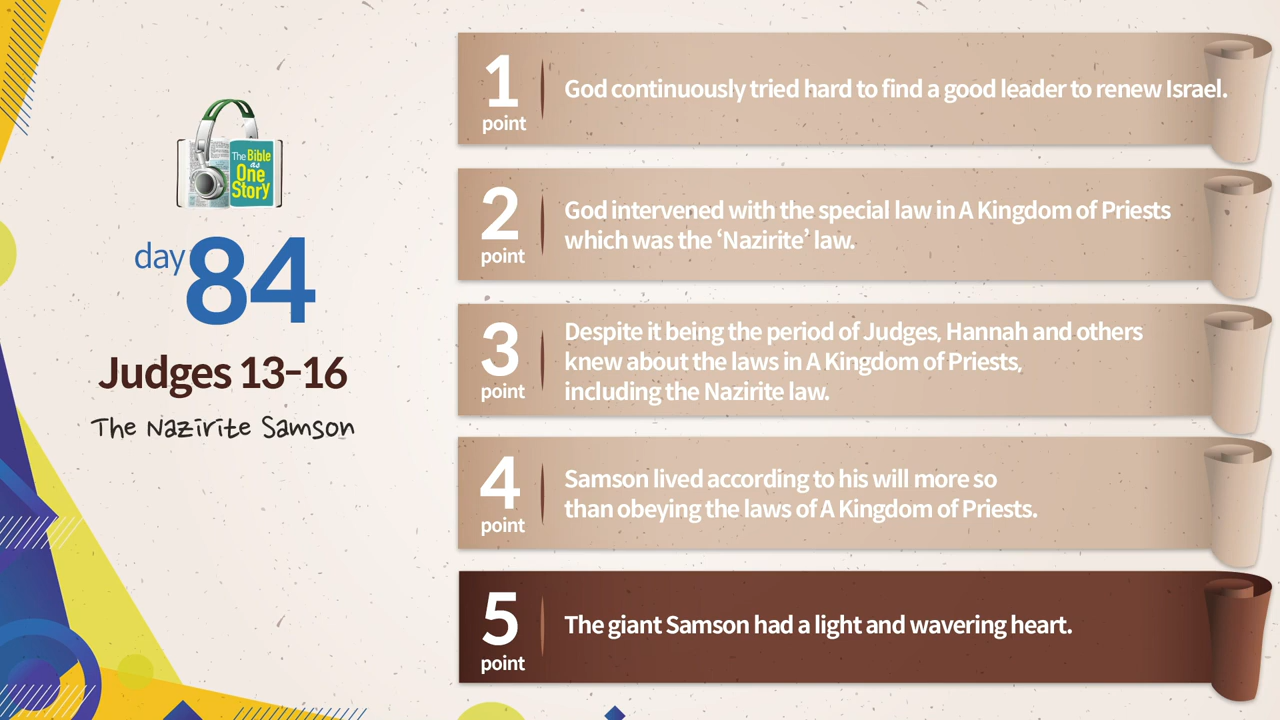 The Bible
as
One
Story
day 84
Judges 13-16
The Nazirite Samson
1
point
God continuously tried hard to find a good leader to renew Israel.
2
point
God intervened with the special law in A Kingdom of Priests
which was the ‘Nazirite’ law.
3
point
Despite it being the period of Judges, Hannah and others
knew about the laws in A Kingdom of Priests,
including the Nazirite law.
4
point
Samson lived according to his will more so
than obeying the laws of A Kingdom of Priests.
5
point
The giant Samson had a light and wavering heart.